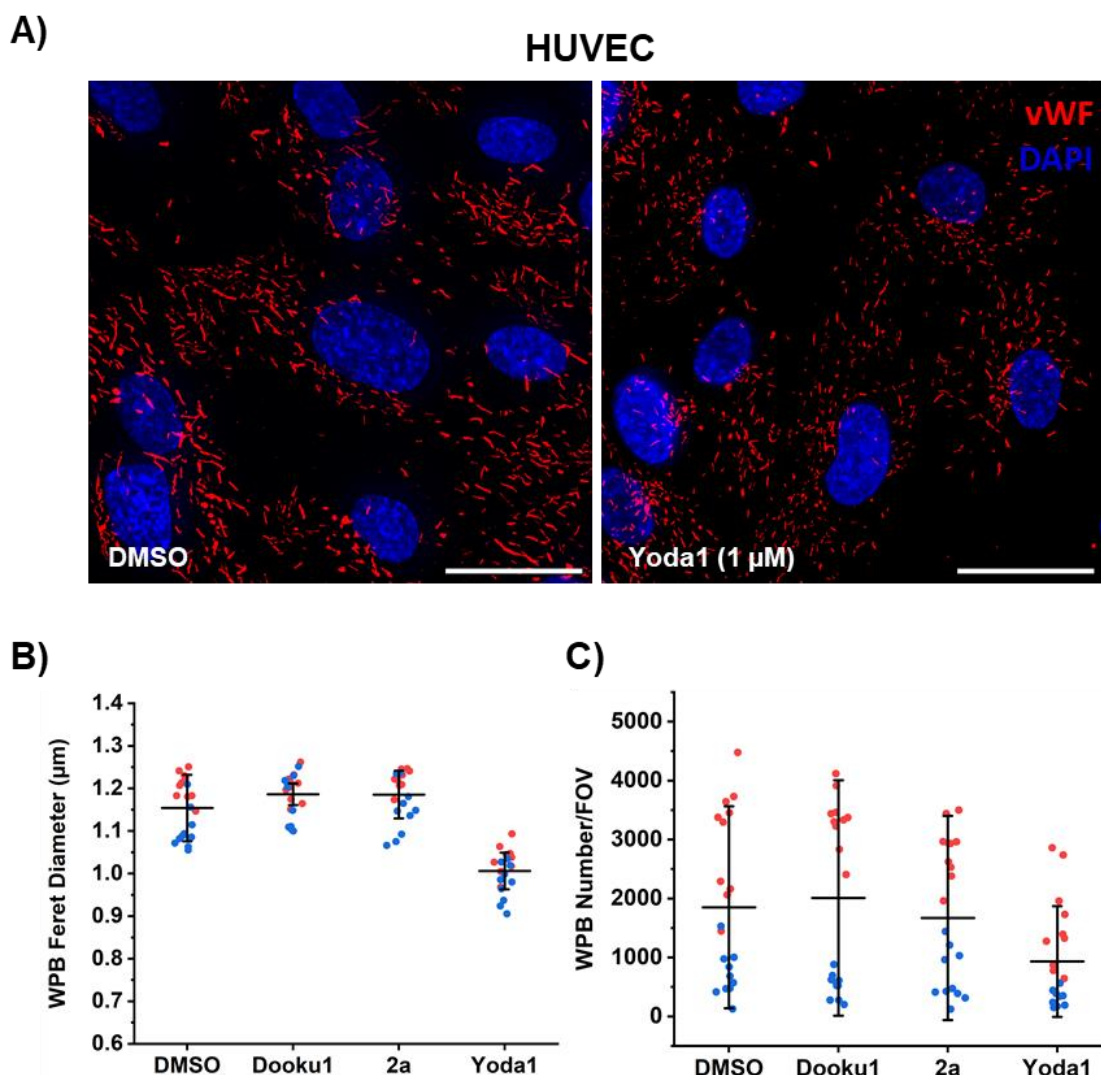 A)
HUVEC
vWF
DAPI
DMSO
Yoda1 (1 µM)
B)
C)
WPB Feret Diameter (µm)
1.4
1.3
1.2
1.1
1.0
0.9
0.8
0.7
0.6
DMSO Dooku1 2a Yoda1
WPB Number/FOV
5000
4000
3000
2000
1000
0
DMSO Dooku1 2a Yoda1